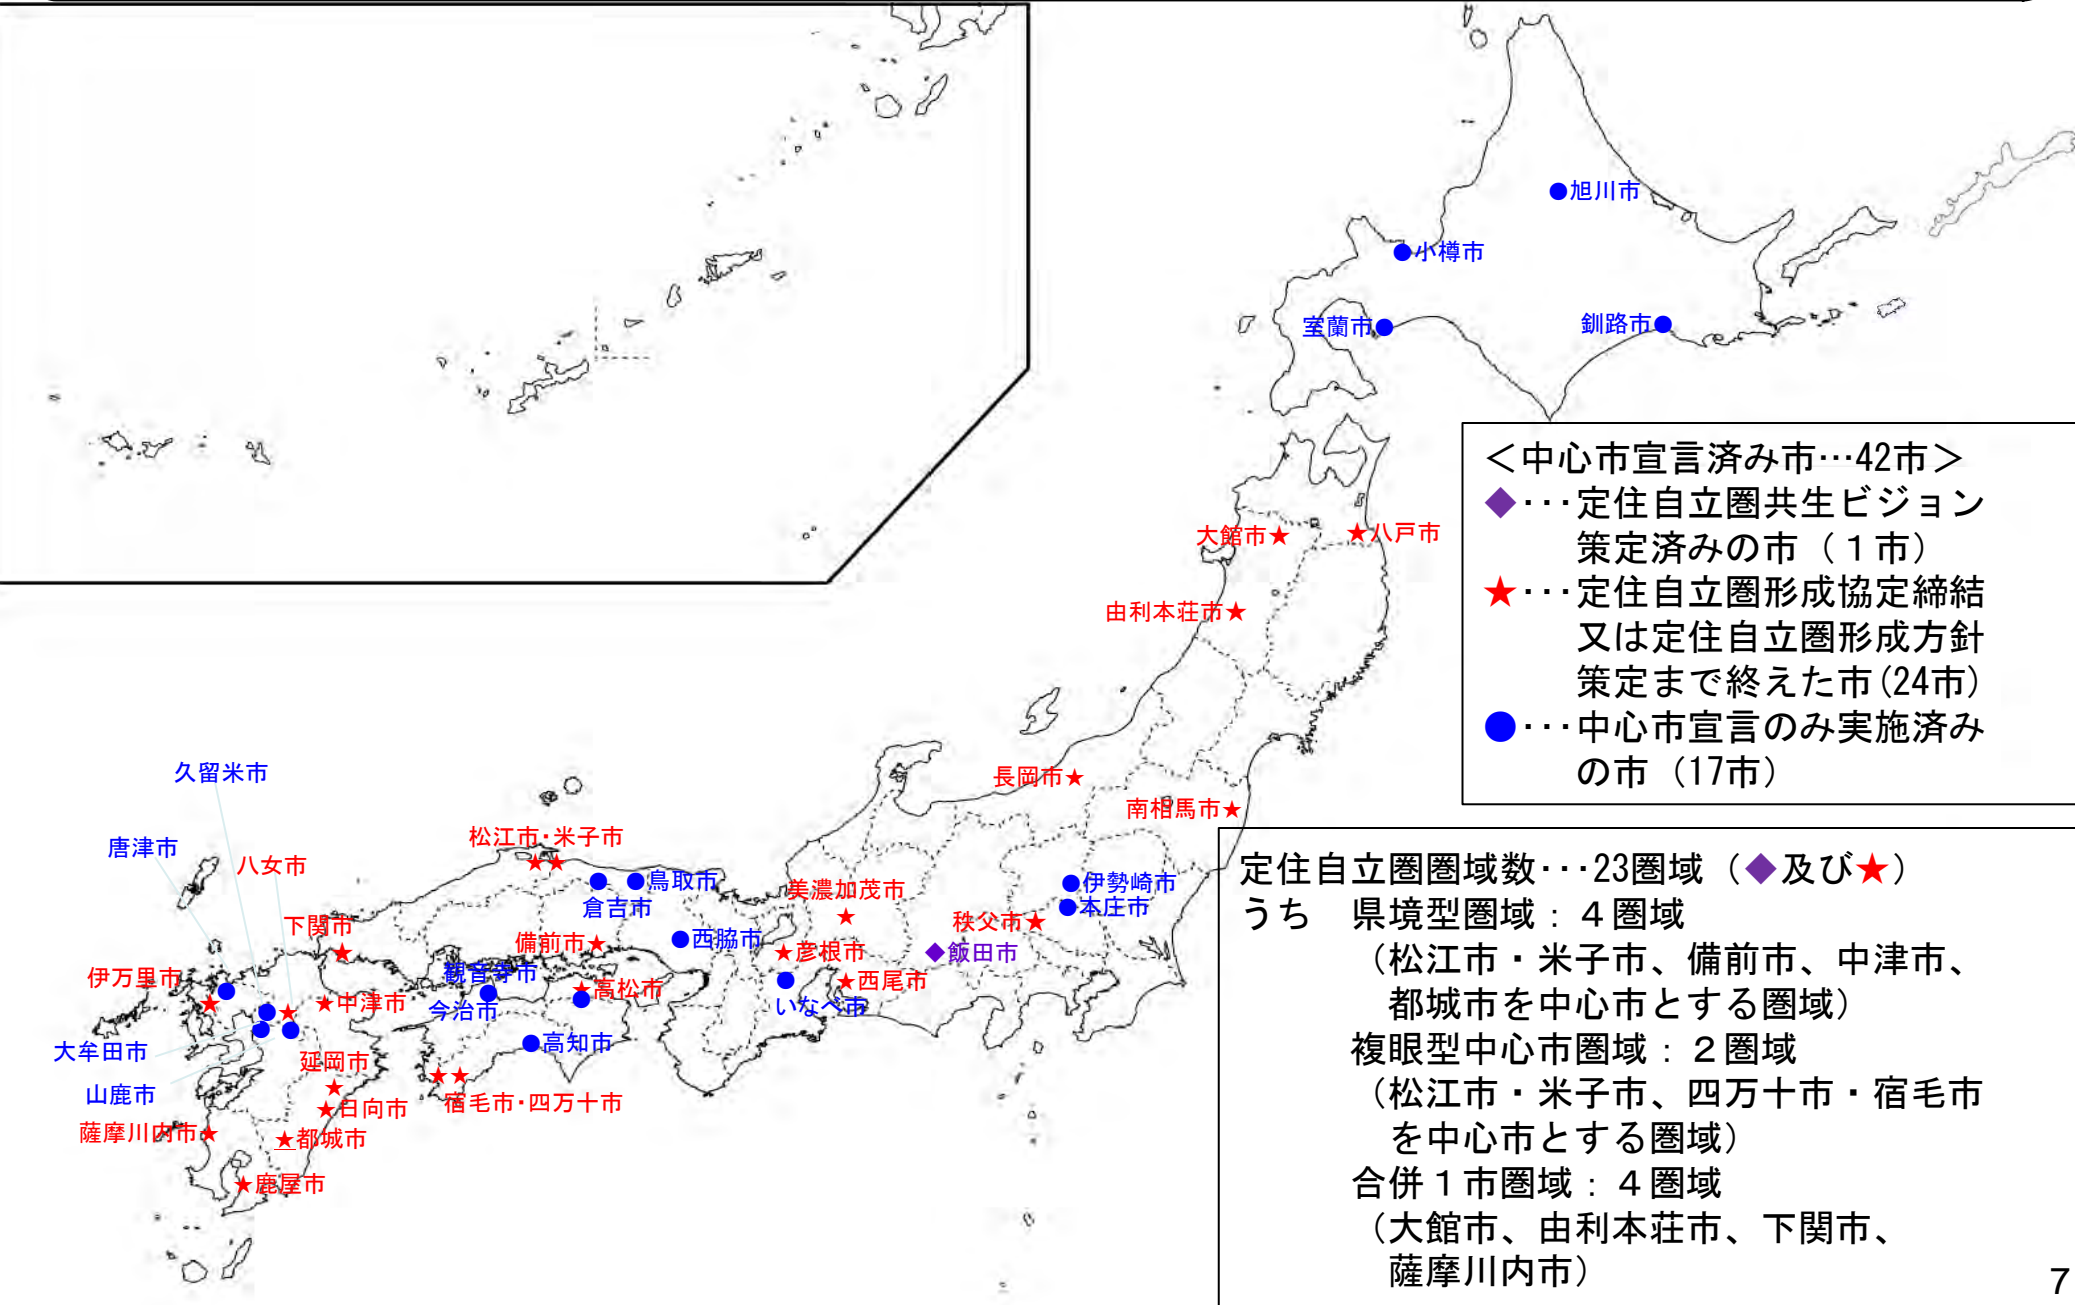 旭川市
小樽市
室蘭市
釧路市
＜中心市宣言済み市…42市＞
◆･･･定住自立圏共生ビジョン
策定済みの市（１市）
★･･･定住自立圏形成協定締結
又は定住自立圏形成方針
策定まで終えた市(24市)
●･･･中心市宣言のみ実施済み
の市（17市）
大館市
八戸市
由利本荘市
長岡市
南相馬市
久留米市
唐津市
八女市
松江市・米子市
鳥取市
倉吉市
美濃加茂市
伊勢崎市
本庄市
秩父市
下関市
備前市
西脇市
彦根市
飯田市
伊万里市
観音寺市
高松市
西尾市
中津市
今治市
いなべ市
大牟田市
高知市
延岡市
山鹿市
日向市
宿毛市・四万十市
薩摩川内市
都城市
鹿屋市
定住自立圏圏域数･･･23圏域（◆及び★）
うち　県境型圏域：４圏域
（松江市・米子市、備前市、中津市、
都城市を中心市とする圏域）
複眼型中心市圏域：２圏域
（松江市・米子市、四万十市・宿毛市
を中心市とする圏域）
合併１市圏域：４圏域
（大館市、由利本荘市、下関市、
薩摩川内市）
7